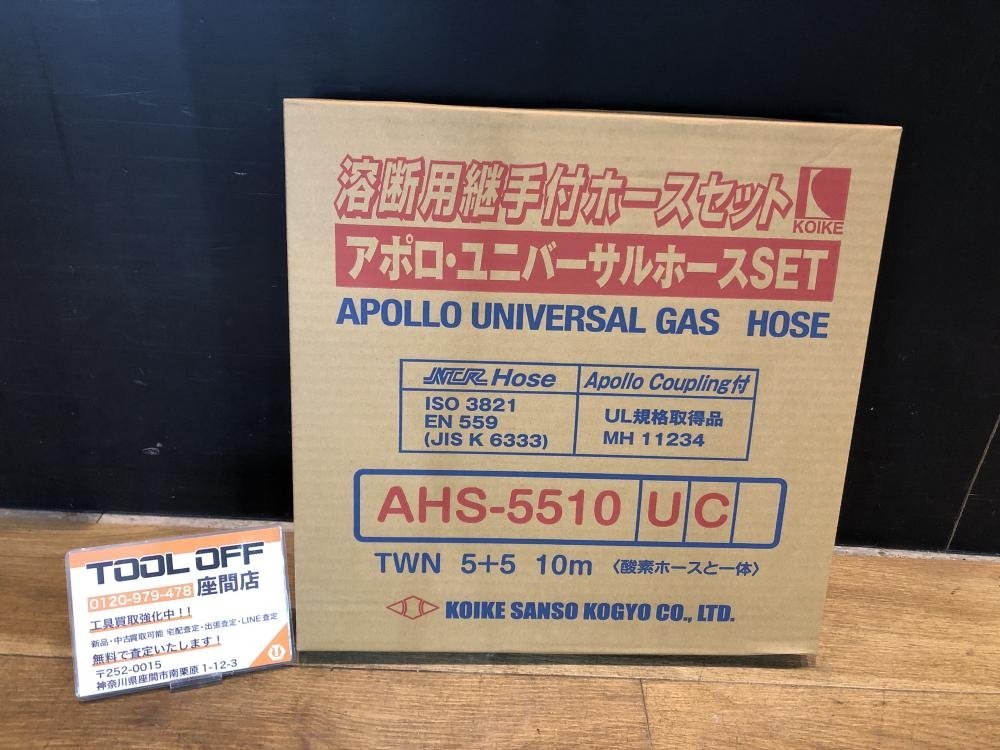 溶断用継手付ホースセット
KOIKE
アポロ・ユニバーサルホースSET
APOLLO UNIVERSAL GAS HOSE
NCR Hose
Apollo Coupling付
ISO 3821
EN 559
(JIS K 6333)
UL規格取得品
MH 11234
AHS-5510 U C
TWN 5+5 10m 〈酸素ホースと一体〉
KOIKE SANSO KOGYO CO., LTD.
TOOL OFF
0120-979-478 座間店
工具買取強化中!!
新品・中古買取可能 宅配査定・出張査定・LINE査定
無料で査定いたします!
〒252-0015
神奈川県座間市南栗原1-12-3